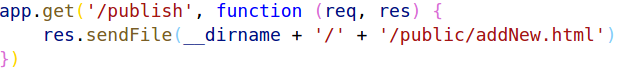 app.get('/publish', function (req, res) {
    res.sendFile(__dirname + '/' + '/public/addNew.html')
})